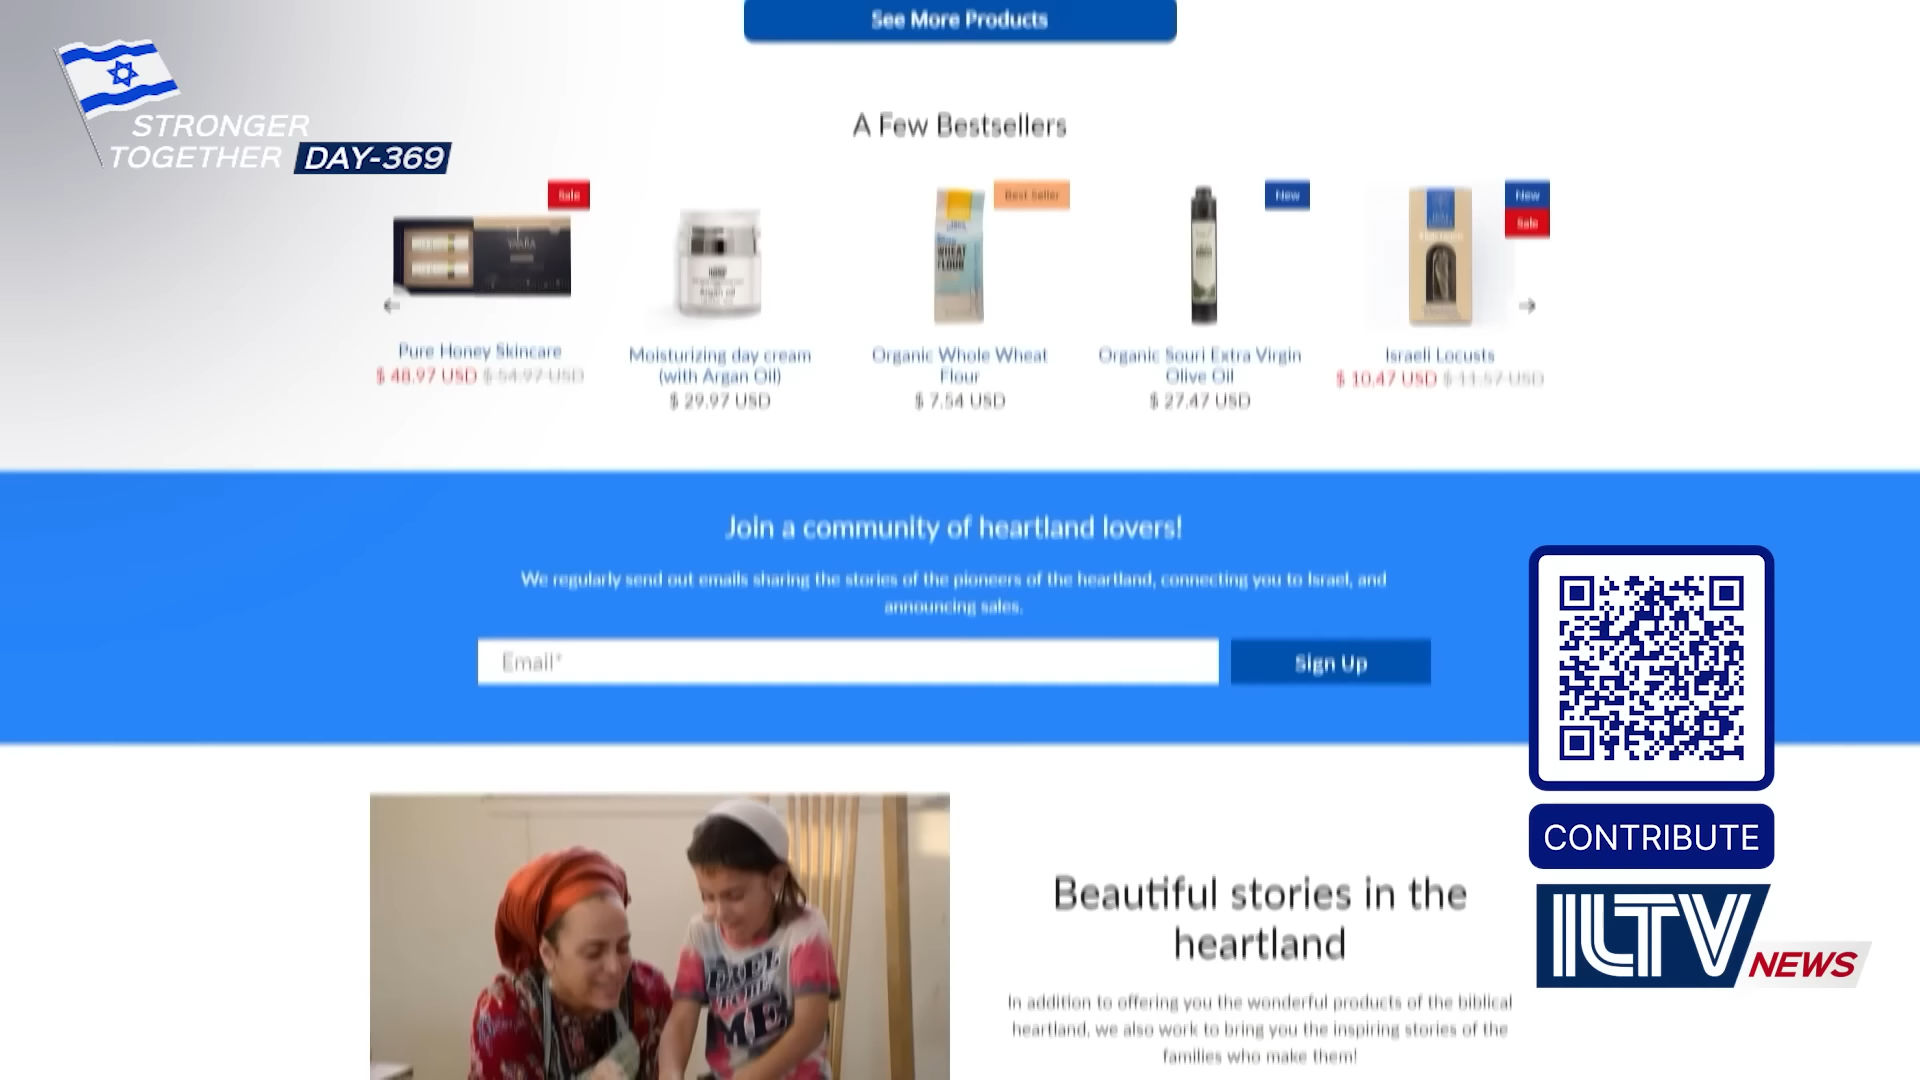 See More Products
STRONGER
TOGETHER DAY-369
A Few Bestsellers
Sale
Best Seller
New
New
Sale
WHEAT
FLOUR
Argan oil
Pure Honey Skincare
$ 48.97 USD $ 54.97 USD
Moisturizing day cream
(with Argan Oil)
$ 29.97 USD
Organic Whole Wheat
Flour
$ 7.54 USD
Organic Souri Extra Virgin
Olive Oil
$ 27.47 USD
Israeli Locusts
$ 10.47 USD $ 11.57 USD
Join a community of heartland lovers!
We regularly send out emails sharing the stories of the pioneers of the heartland, connecting you to Israel, and
announcing sales.
Email*
Sign Up
CONTRIBUTE
ILTV NEWS
Beautiful stories in the
heartland
In addition to offering you the wonderful products of the biblical
heartland, we also work to bring you the inspiring stories of the
families who make them!
ME